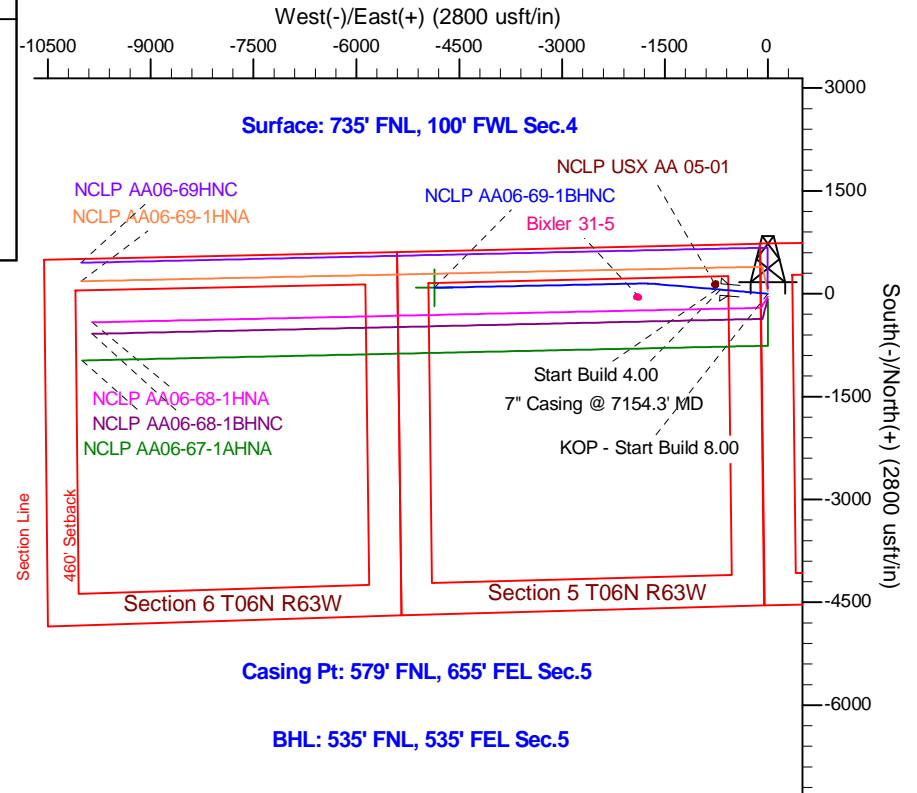 West(-)/East(+) (2800 usft/in)
-10500 -9000 -7500 -6000 -4500 -3000 -1500 0
3000
Surface: 735' FNL, 100' FWL Sec.4
NCLP USX AA 05-01
NCLP AA06-69HNC
NCLP AA06-69-1BHNC
1500
NCLP AA06-69-1HNA
Bixler 31-5
0
South(-)/North(+) (2800 usft/in)
Start Build 4.00
NCLP AA06-68-1HNA
7" Casing @ 7154.3' MD
-1500
NCLP AA06-68-1BHNC
NCLP AA06-67-1AHNA
KOP - Start Build 8.00
Section Line
460' Setback
-3000
Section 6 T06N R63W
Section 5 T06N R63W
-4500
Casing Pt: 579' FNL, 655' FEL Sec.5
-6000
BHL: 535' FNL, 535' FEL Sec.5